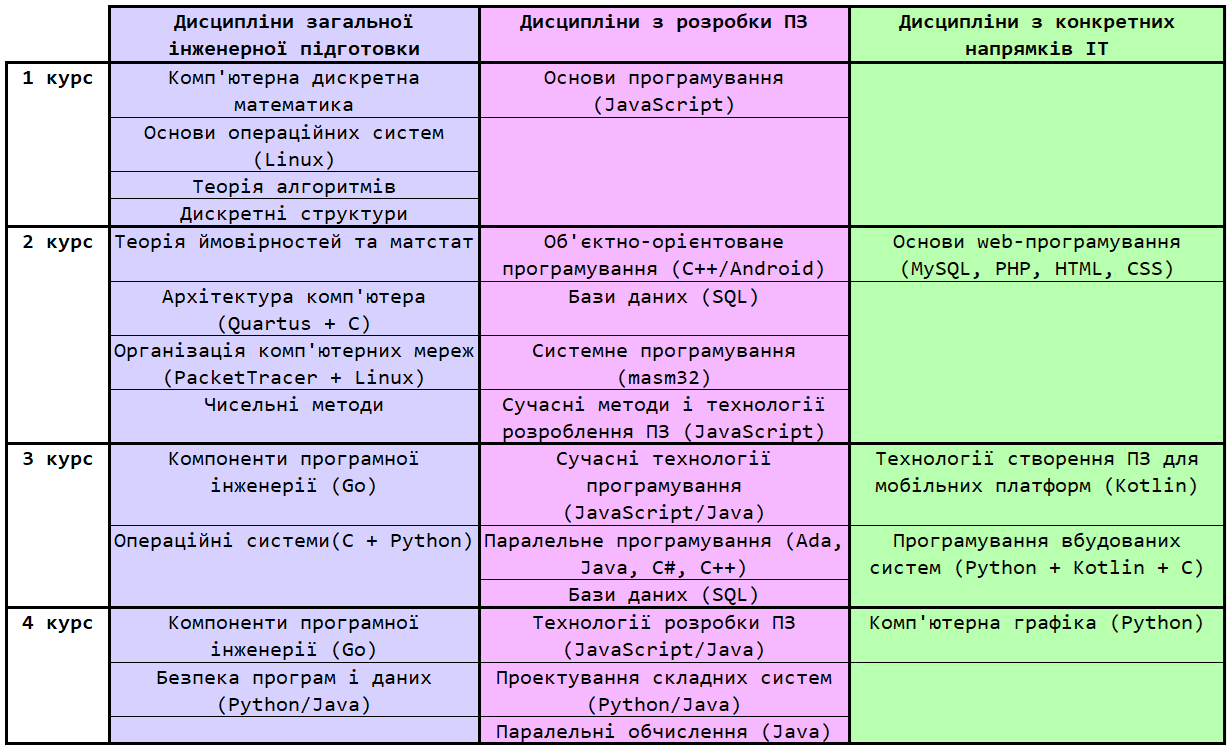 Дисципліни загальної
інженерної підготовки
Дисципліни з розробки ПЗ
Дисципліни з конкретних
напрямків ІТ
1 курс
Комп'ютерна дискретна
математика
Основи програмування
(JavaScript)
Основи операційних систем
(Linux)
Теорія алгоритмів
Дискретні структури
2 курс
Теорія ймовірностей та матстат
Об'єктно-орієнтоване
програмування (C++/Android)
Основи web-програмування
(MySQL, PHP, HTML, CSS)
Архітектура комп'ютера
(Quartus + C)
Бази даних (SQL)
Організація комп'ютерних мереж
(PacketTracer + Linux)
Системне програмування
(masm32)
Чисельні методи
Сучасні методи і технології
розроблення ПЗ (JavaScript)
3 курс
Компоненти програмної
інженерії (Go)
Сучасні технології
програмування
(JavaScript/Java)
Технології створення ПЗ для
мобільних платформ (Kotlin)
Операційні системи(C + Python)
Паралельне програмування (Ada,
Java, C#, C++)
Програмування вбудованих
систем (Python + Kotlin + C)
Бази даних (SQL)
4 курс
Компоненти програмної
інженерії (Go)
Технології розробки ПЗ
(JavaScript/Java)
Комп'ютерна графіка (Python)
Безпека програм і даних
(Python/Java)
Проектування складних систем
(Python/Java)
Паралельні обчислення (Java)